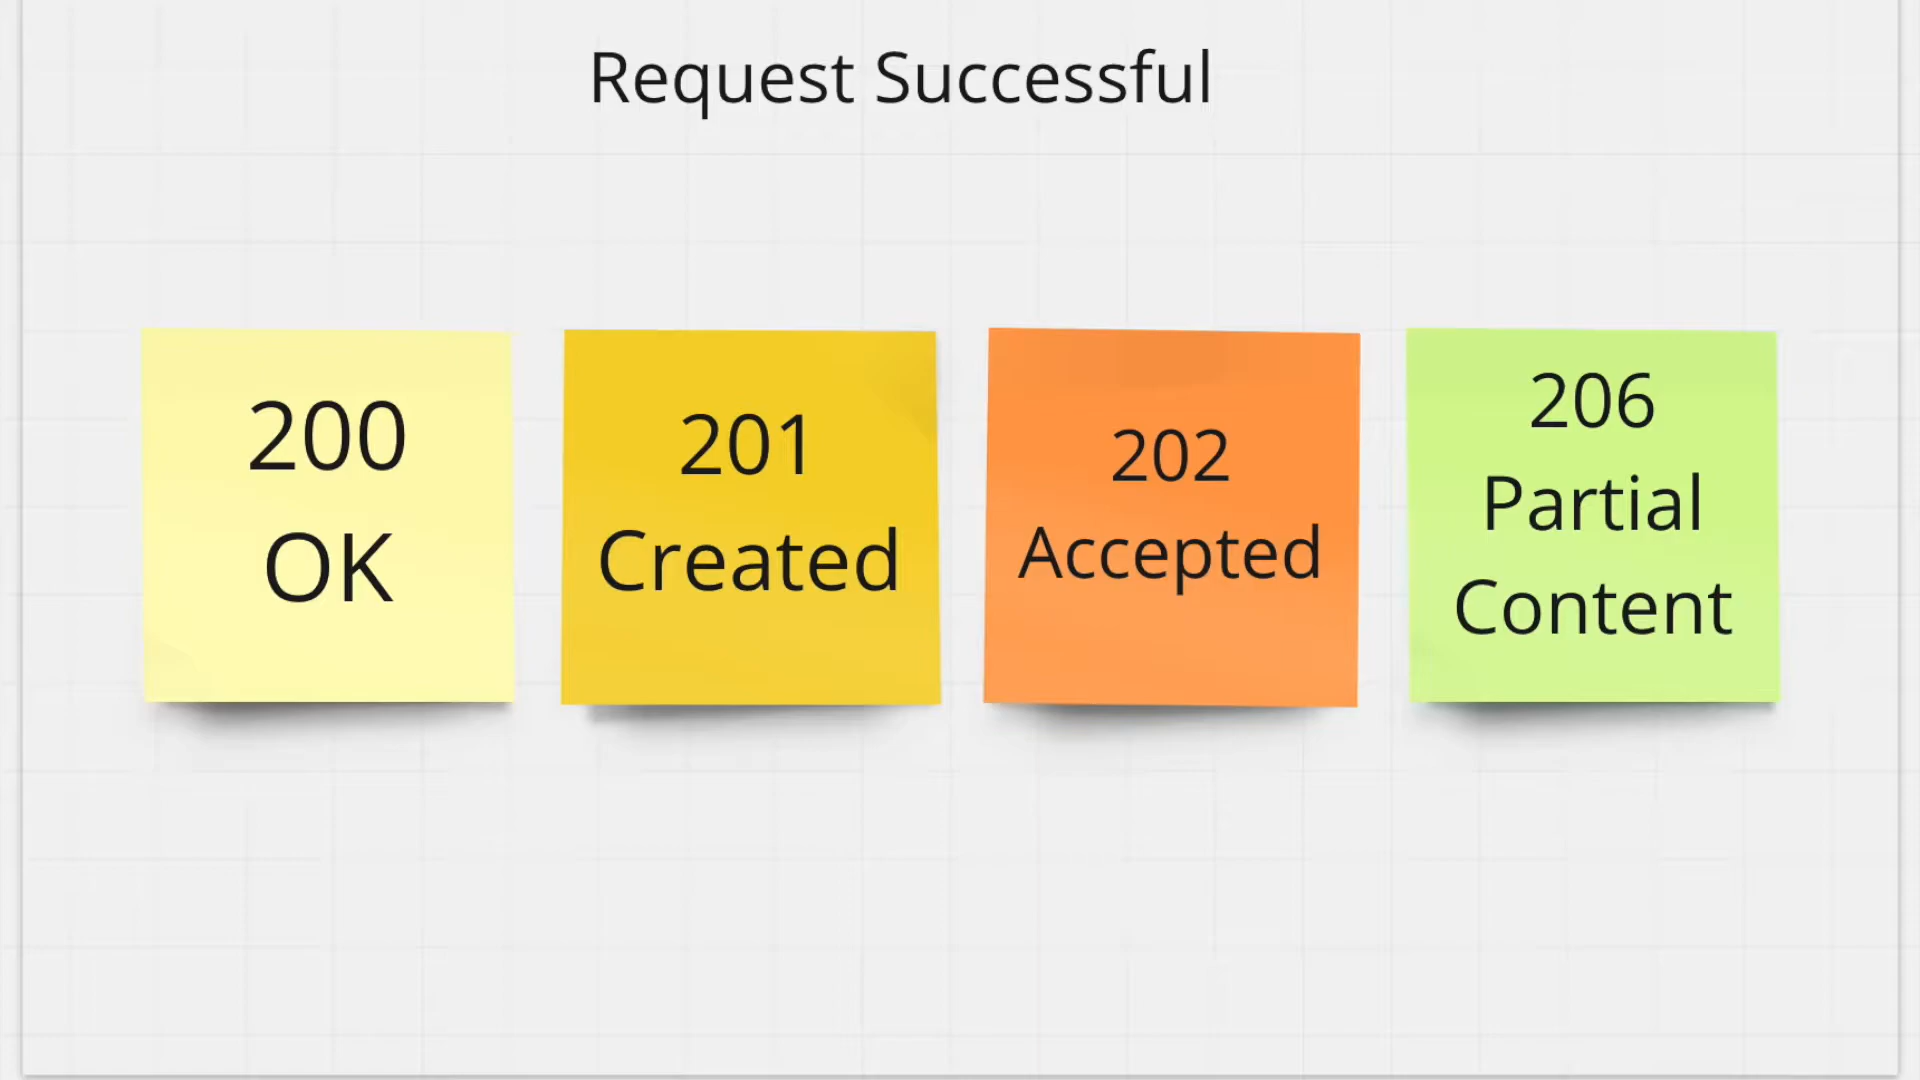 Request Successful
200
OK
201
Created
202
Accepted
206
Partial
Content